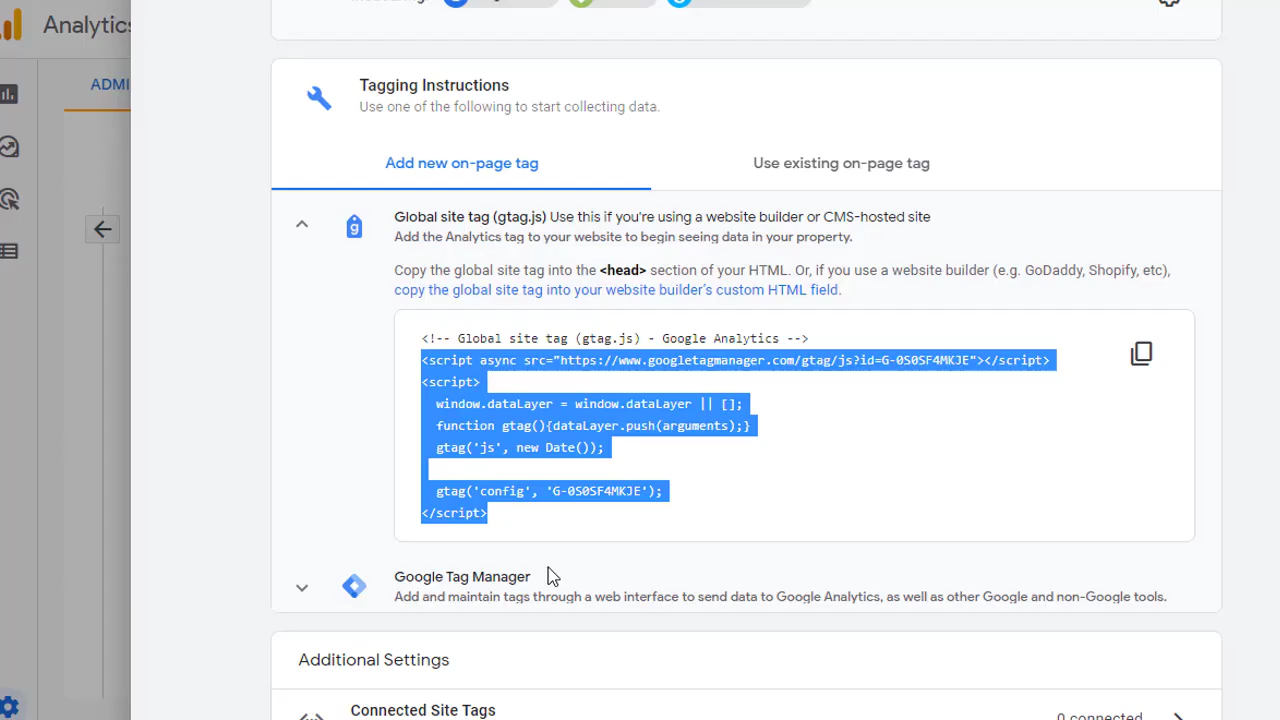 Analytics
ADMI
Tagging Instructions
Use one of the following to start collecting data.
Add new on-page tag
Use existing on-page tag
Global site tag (gtag.js) Use this if you're using a website builder or CMS-hosted site
Add the Analytics tag to your website to begin seeing data in your property.
Copy the global site tag into the <head> section of your HTML. Or, if you use a website builder (e.g. GoDaddy, Shopify, etc),
copy the global site tag into your website builder's custom HTML field.
<!-- Global site tag (gtag.js) - Google Analytics -->
<script async src="https://www.googletagmanager.com/gtag/js?id=G-0S0SF4MKJE"></script>
<script>
window.dataLayer = window.dataLayer || [];
function gtag(){dataLayer.push(arguments);}
gtag('js', new Date());
gtag('config', 'G-0S0SF4MKJE');
</script>
Google Tag Manager
Add and maintain tags through a web interface to send data to Google Analytics, as well as other Google and non-Google tools.
Additional Settings
Connected Site Tags
0 connected